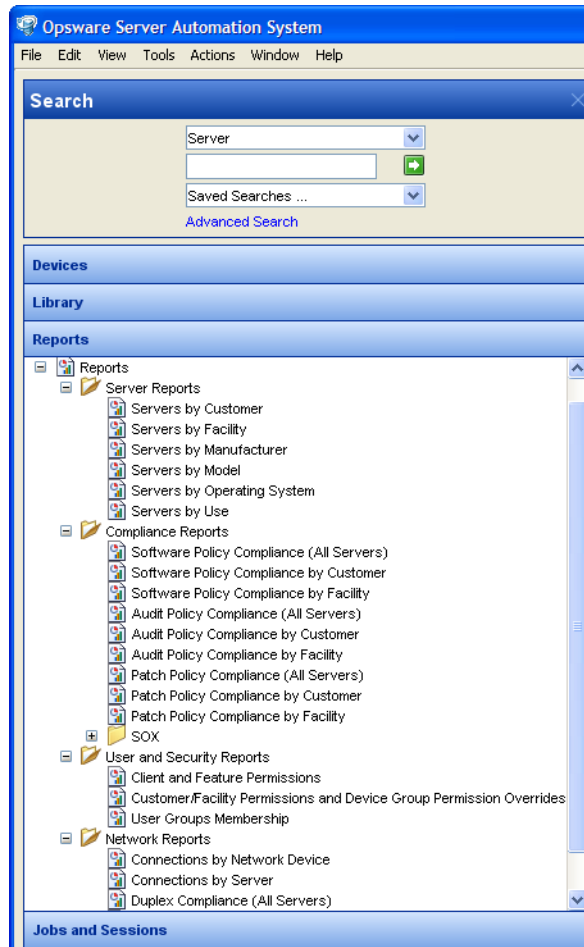 Opsware Server Automation System
File Edit View Tools Actions Window Help
Search
Server
Saved Searches ...
Advanced Search
Devices
Library
Reports
Reports
Server Reports
Servers by Customer
Servers by Facility
Servers by Manufacturer
Servers by Model
Servers by Operating System
Servers by Use
Compliance Reports
Software Policy Compliance (All Servers)
Software Policy Compliance by Customer
Software Policy Compliance by Facility
Audit Policy Compliance (All Servers)
Audit Policy Compliance by Customer
Audit Policy Compliance by Facility
Patch Policy Compliance (All Servers)
Patch Policy Compliance by Customer
Patch Policy Compliance by Facility
SOX
User and Security Reports
Client and Feature Permissions
Customer/Facility Permissions and Device Group Permission Overrides
User Groups Membership
Network Reports
Connections by Network Device
Connections by Server
Duplex Compliance (All Servers)
Jobs and Sessions